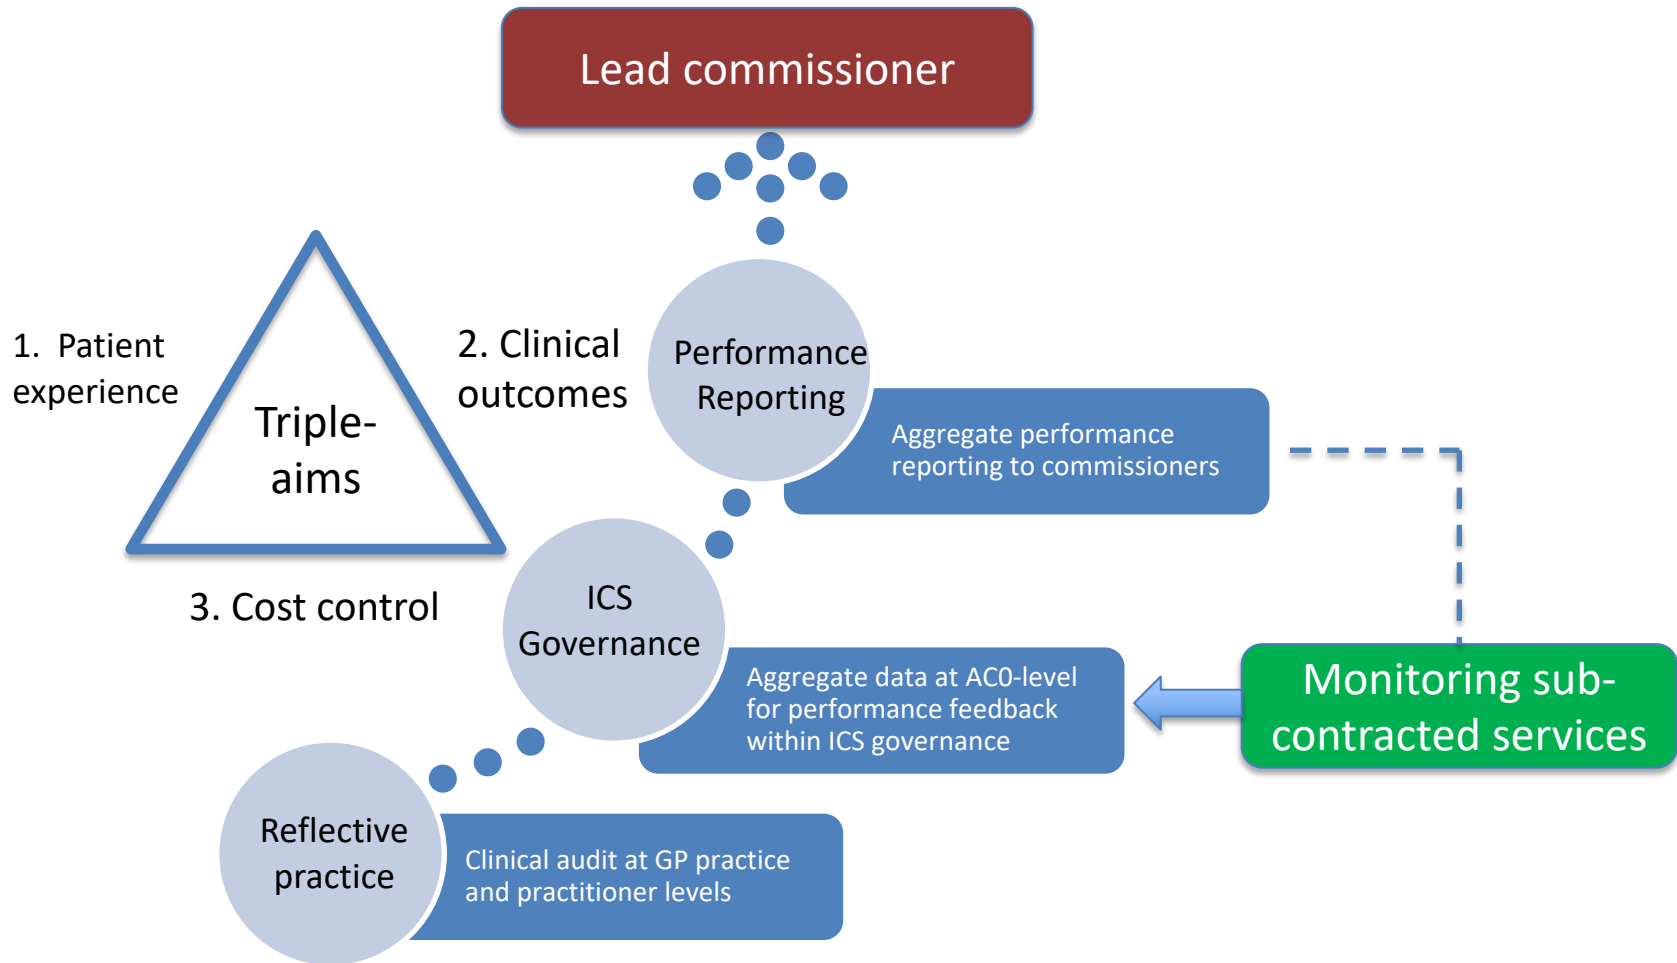 Lead commissioner
1. Patient
experience
Triple-
aims
2. Clinical
outcomes
3. Cost control
Performance
Reporting
Aggregate performance
reporting to commissioners
ICS
Governance
Aggregate data at AC0-level
for performance feedback
within ICS governance
Monitoring sub-
contracted services
Reflective
practice
Clinical audit at GP practice
and practitioner levels